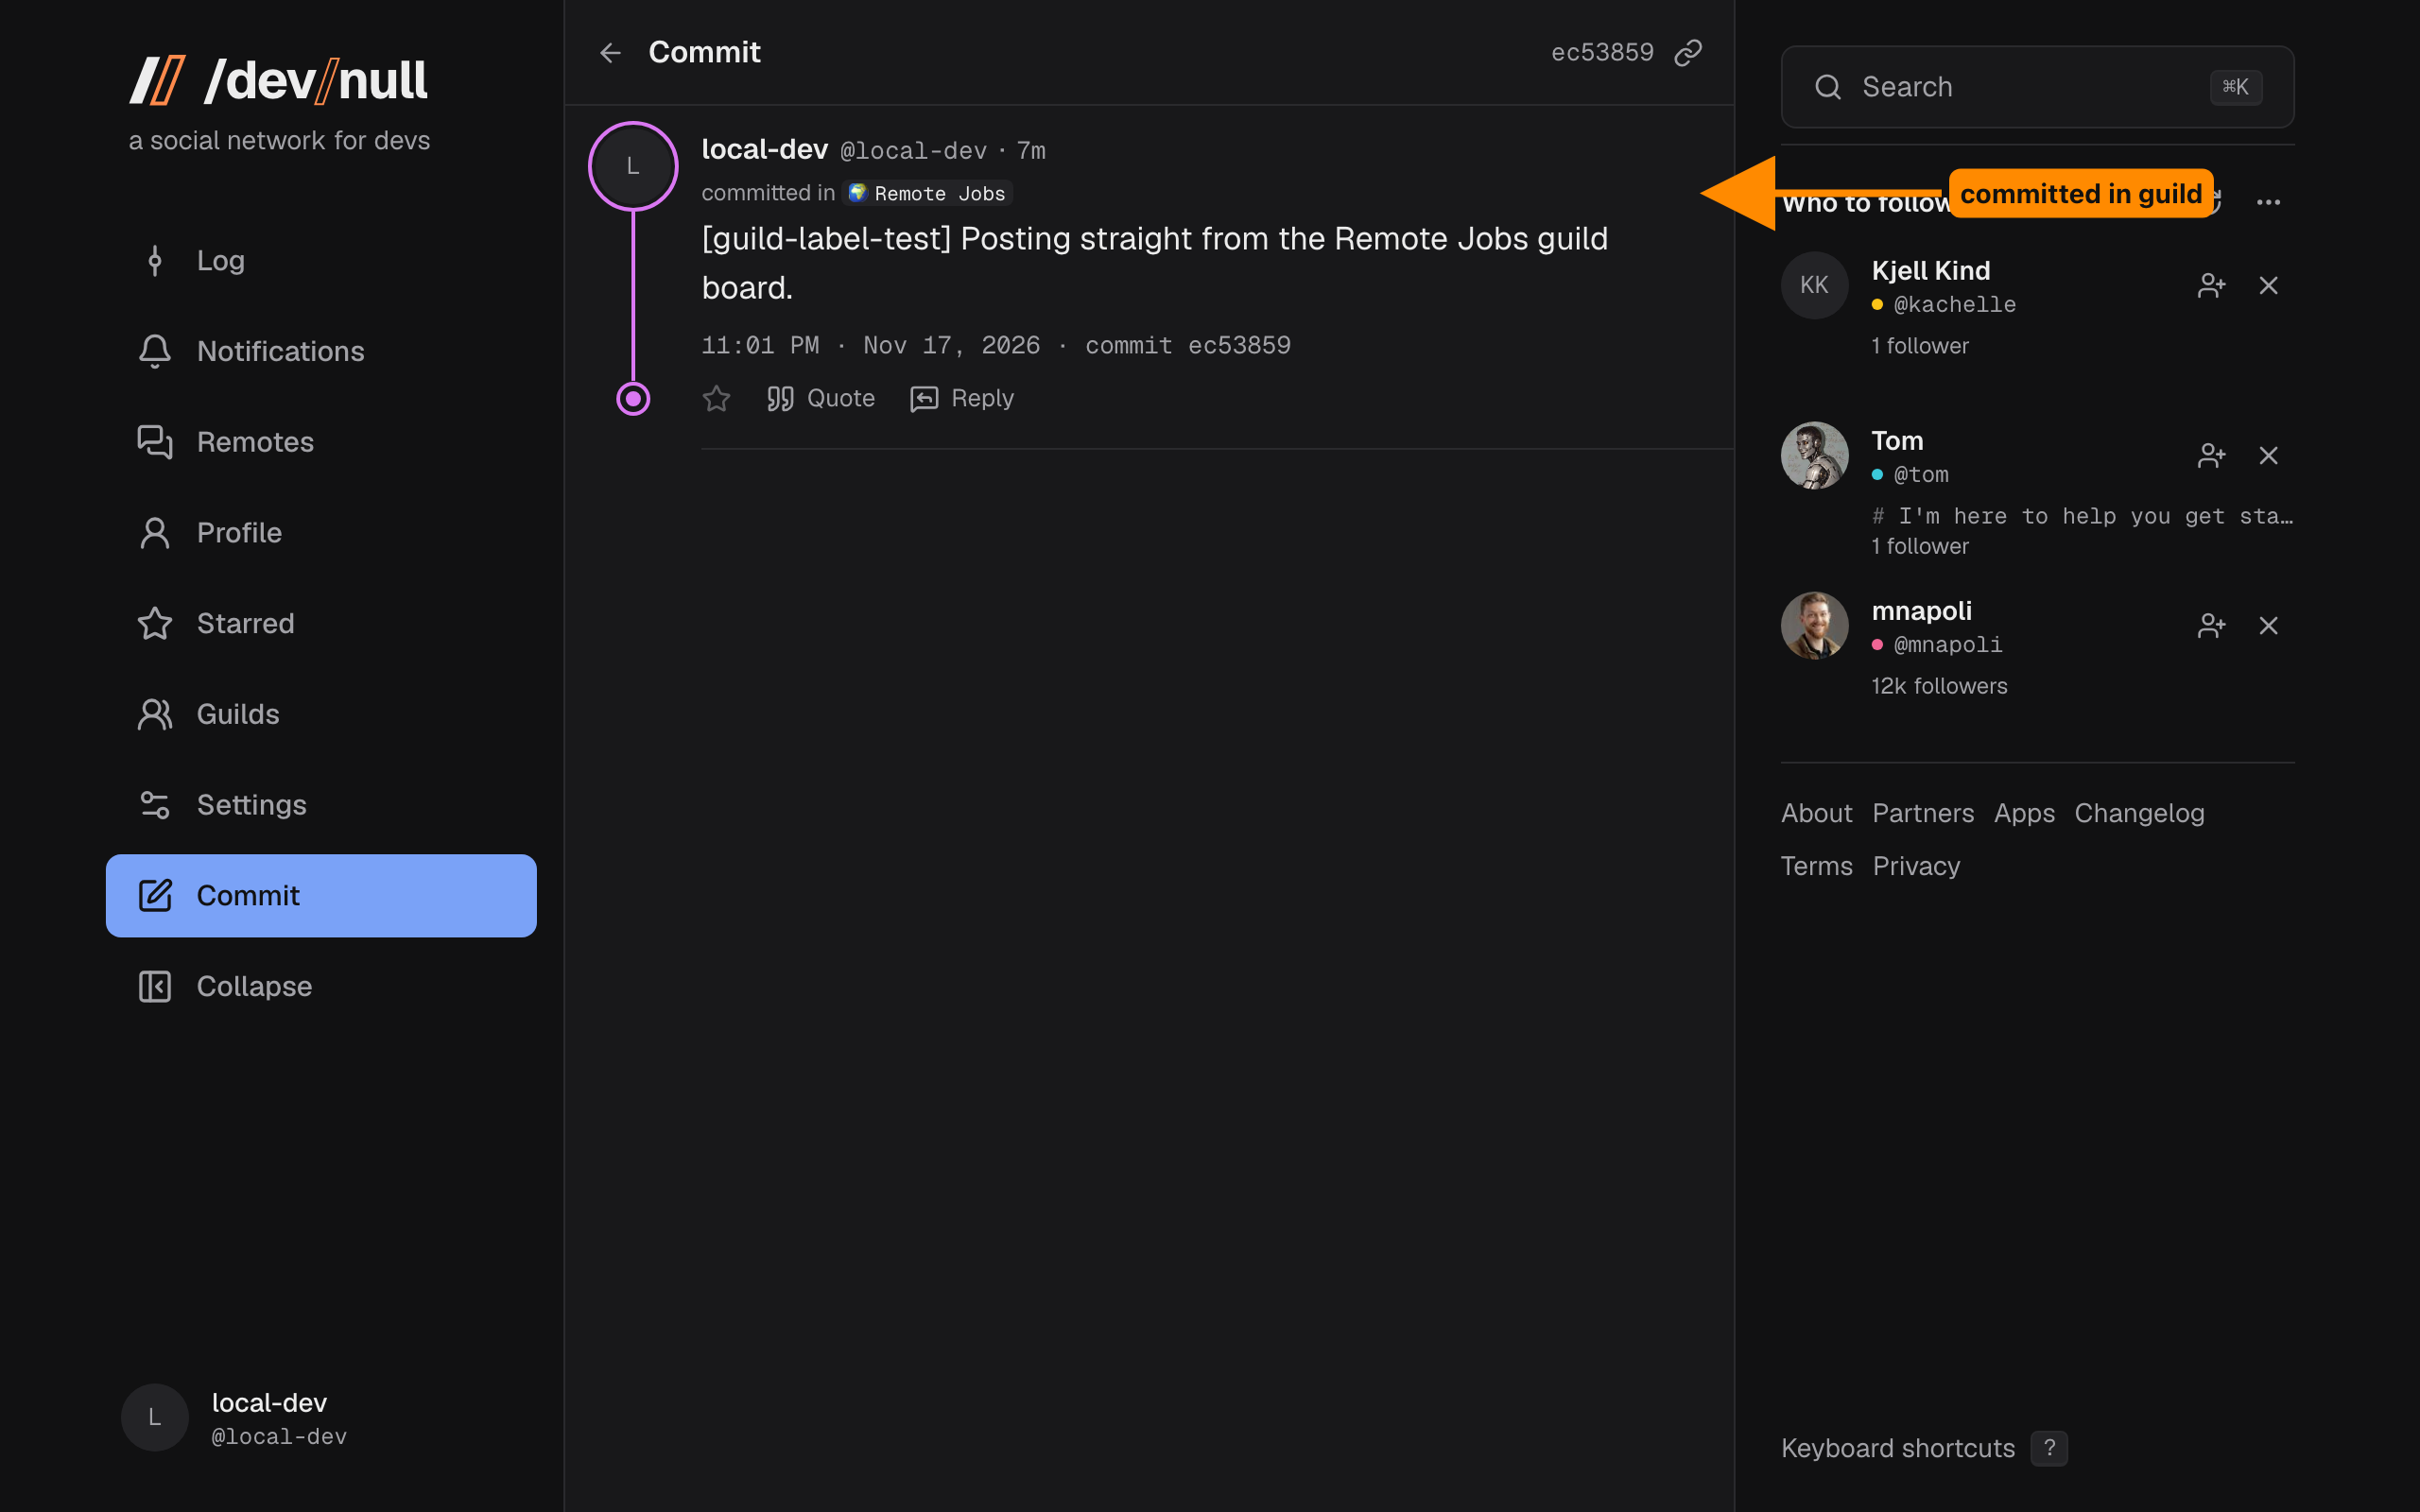 /dev//null
a social network for devs
Log
Notifications
Remotes
Profile
Starred
Guilds
Settings
Commit
Collapse
L
local-dev
@local-dev
Commit
ec53859
L
local-dev @local-dev · 7m
committed in 🌍 Remote Jobs
[guild-label-test] Posting straight from the Remote Jobs guild
board.
11:01 PM · Nov 17, 2026 · commit ec53859
Quote
Reply
Search
⌘K
Who to follow
committed in guild
KK
Kjell Kind
@kachelle
1 follower
Tom
@tom
# I'm here to help you get sta…
1 follower
mnapoli
@mnapoli
12k followers
About Partners Apps Changelog
Terms Privacy
Keyboard shortcuts ?